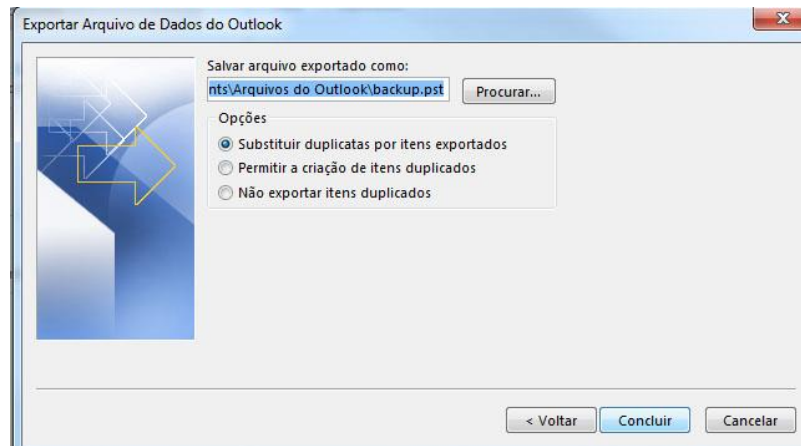 Exportar Arquivo de Dados do Outlook
Salvar arquivo exportado como:
nts\Arquivos do Outlook\backup.pst
Procurar...
Opções
Substituir duplicatas por itens exportados
Permitir a criação de itens duplicados
Não exportar itens duplicados
< Voltar
Concluir
Cancelar